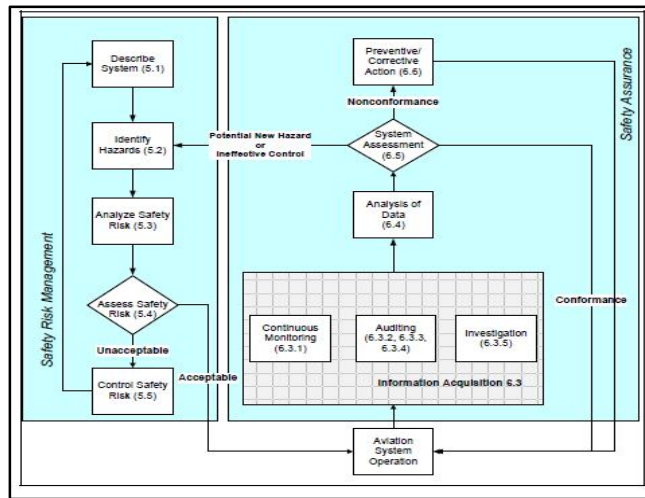 Safety Risk Management
Describe
System (5.1)
Identify
Hazards (5.2)
Analyze Safety
Risk (5.3)
Assess Safety
Risk (5.4)
Unacceptable
Control Safety
Risk (5.5)
Acceptable
Potential New Hazard
or
Ineffective Control
Safety Assurance
Preventive/
Corrective
Action (6.6)
Nonconformance
System
Assessment
(6.5)
Analysis of
Data
(6.4)
Conformance
Continuous
Monitoring
(6.3.1)
Auditing
(6.3.2, 6.3.3,
6.3.4)
Investigation
(6.3.5)
Information Acquisition 6.3
Aviation
System
Operation